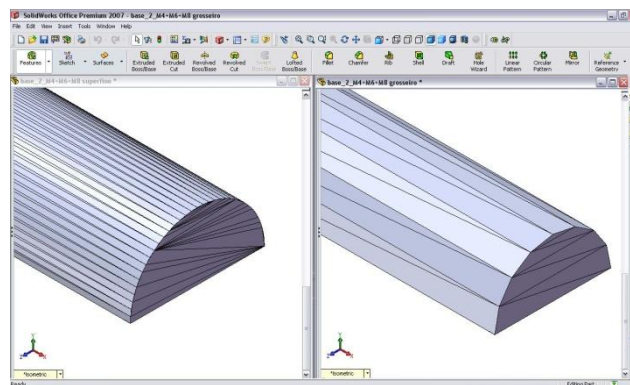 SolidWorks Office Premium 2007 - base_2_M4-M6-M8 grosseiro
File Edit View Insert Tools Window Help
Features
Sketch
Surfaces
Extruded Boss/Base
Extruded Cut
Revolved Boss/Base
Revolved Cut
Lofted Boss/Base
Fillet
Chamfer
Rib
Shell
Draft
Hole Wizard
Linear Pattern
Circular Pattern
Mirror
Reference Geometry
base_2_M4-M6-M8 superfino *
base_2_M4-M6-M8 grosseiro *
*Isometric
*Isometric
Ready
Editing Part